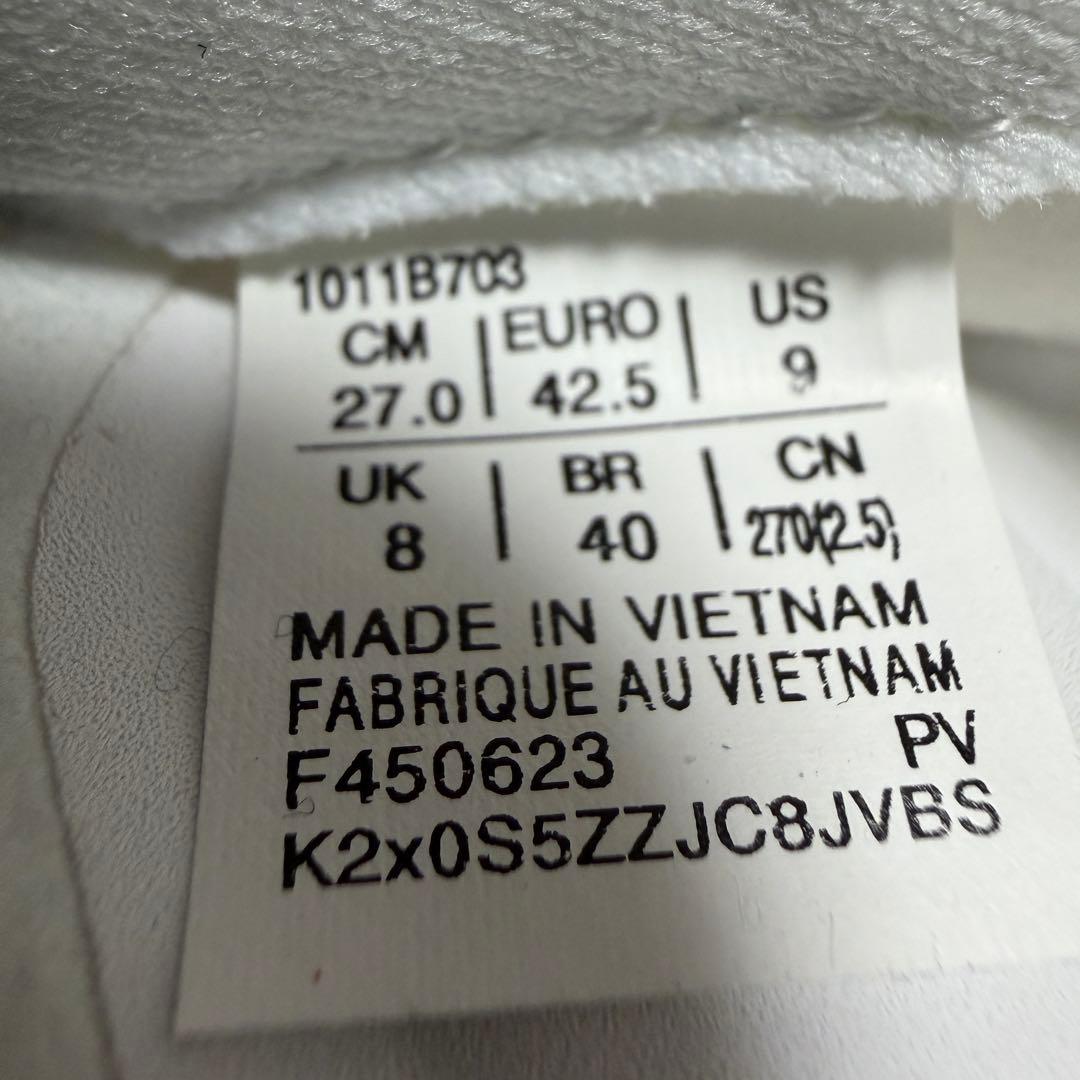 1011B703
CM | EURO | US
27.0 | 42.5 | 9
UK | BR | CN
8 | 40 | 270(2.5)
MADE IN VIETNAM
FABRIQUE AU VIETNAM
F450623 PV
K2x0S5ZZJC8JVBS